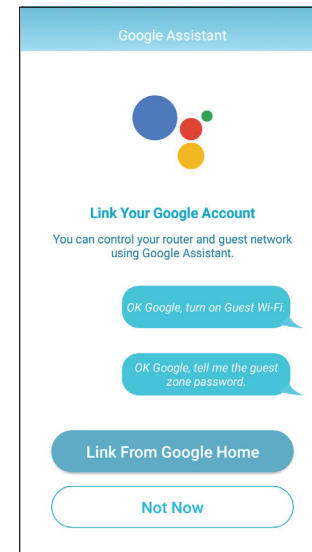 Google Assistant
Link Your Google Account
You can control your router and guest network
using Google Assistant.
OK Google, turn on Guest Wi-Fi.
OK Google, tell me the guest
zone password.
Link From Google Home
Not Now